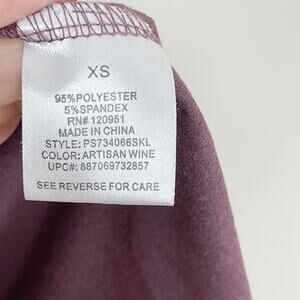 XS
95%POLYESTER
5%SPANDEX
RN# 120951
MADE IN CHINA
STYLE: PS734066SKL
COLOR: ARTISAN WINE
UPC#: 887069732857
SEE REVERSE FOR CARE